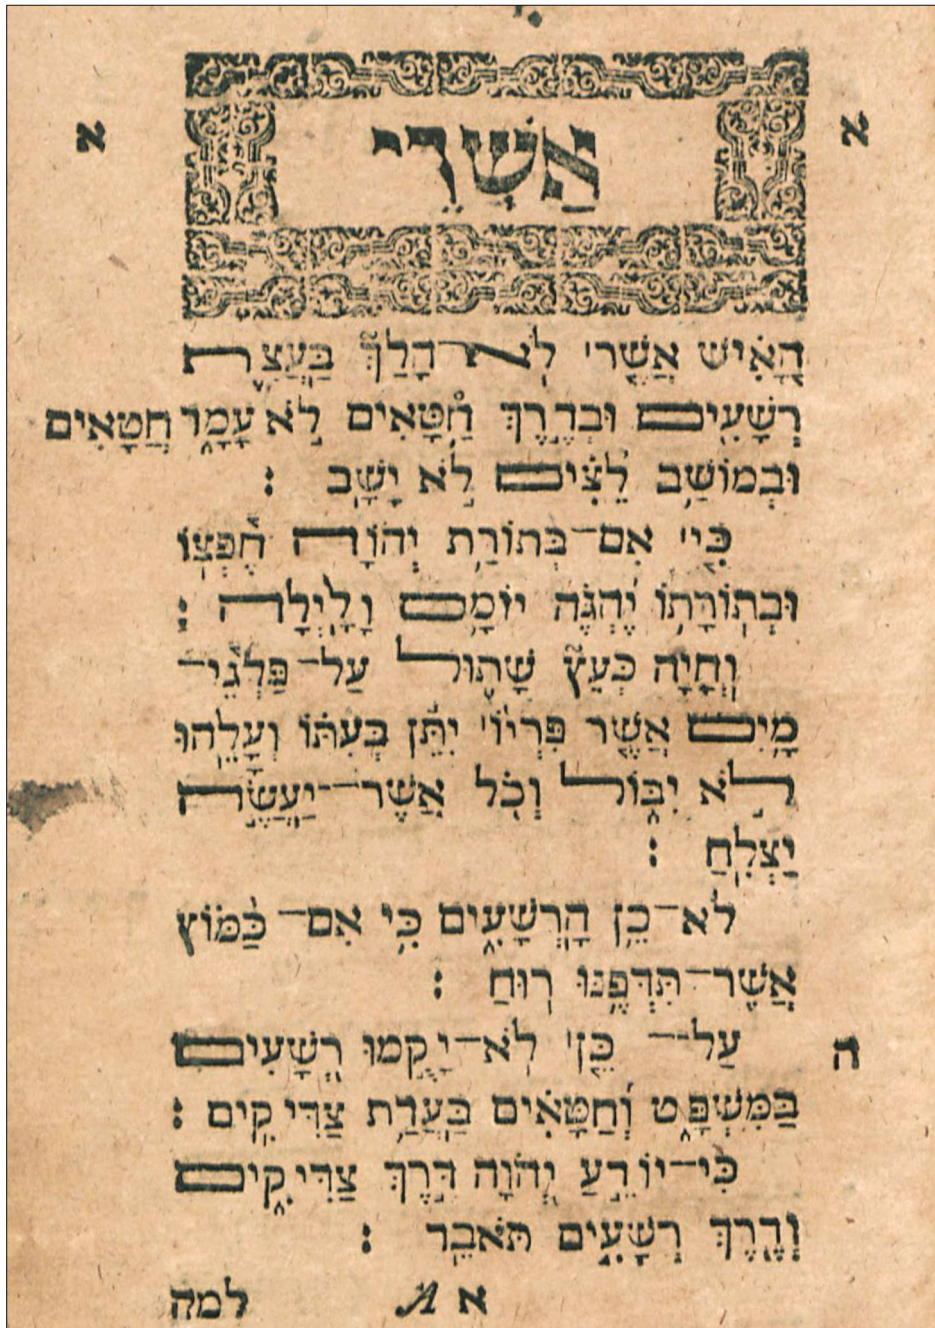 א
א
אַשְׁרֵי
הָאִישׁ אֲשֶׁר לֹא הָלַךְ בַּעֲצַת
רְשָׁעִים וּבְדֶרֶךְ חַטָּאִים לֹא עָמָד חַטָאִים
וּבְמוֹשַׁב לֵצִים לֹא יָשָׁב :
כִּי אִם־בְּתוֹרַת יְהוָֹה חֶפְצוֹ
וּבְתוֹרָתוֹ יֶהְגֶּה יוֹמָם וָלָיְלָה :
וְהָיָה כְּעֵץ שָׁתוּל עַל־פַּלְגֵי־
מָיִם אֲשֶׁר פִּרְיוֹ יִתֵּן בְּעִתּוֹ וְעָלֵהוּ
לֹא יִבּוֹל וְכֹל אֲשֶׁר־יַעֲשֶׂה
יַצְלִחַ :
לֹא־כֵן הָרְשָׁעִים כִּי אִם־כַּמּוֹץ
אֲשֶׁר־תִּדְּפֶנּוּ רוּחַ :
ה עַל־כֵּן לֹא־יָקֻמוּ רְשָׁעִים
בַּמִּשְׁפָּט וְחַטָּאִים בַּעֲדַת צַדִּיקִים :
כִּי־יוֹדֵעַ יְהוָֹה דֶּרֶךְ צַדִּיקִים
וְדֶרֶךְ רְשָׁעִים תֹּאבֵד :
א A למה